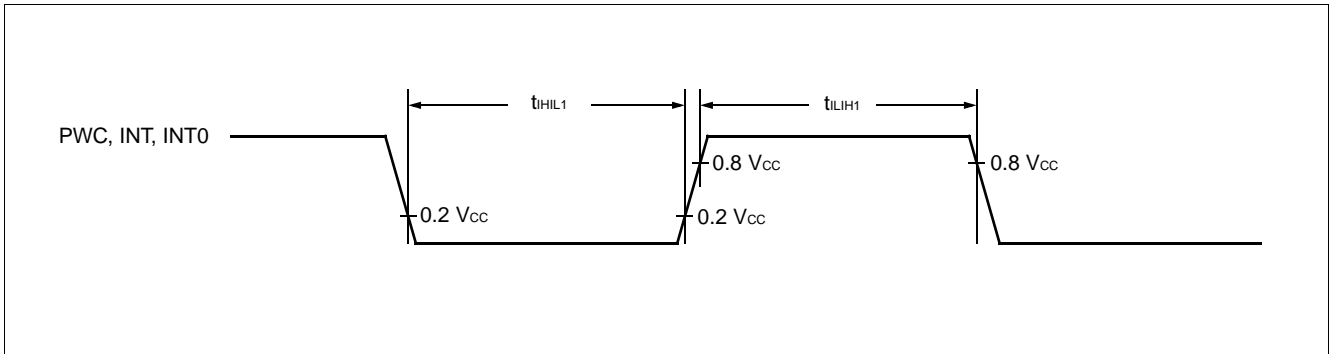 tIHIL1
tILIH1
PWC, INT, INT0
0.8 VCC
0.8 VCC
0.2 VCC
0.2 VCC